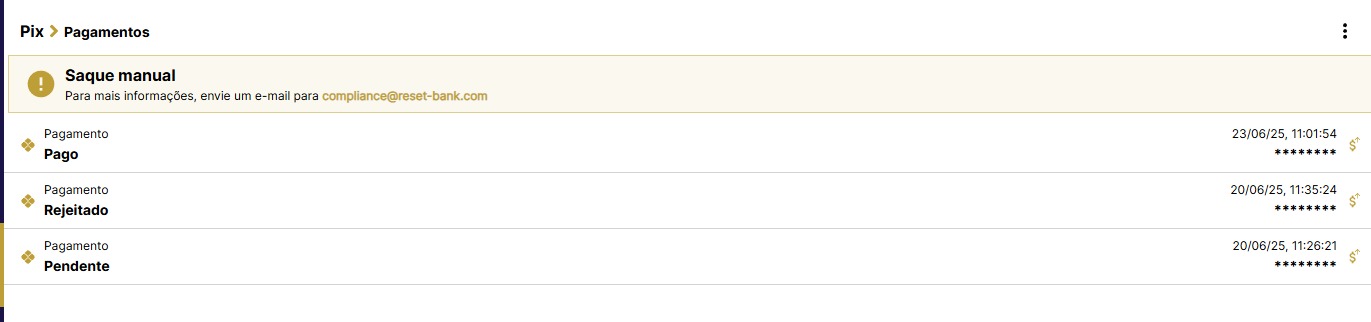 Pix > Pagamentos
Saque manual
Para mais informações, envie um e-mail para compliance@reset-bank.com
Pagamento 23/06/25, 11:01:54
Pago ********
Pagamento 20/06/25, 11:35:24
Rejeitado ********
Pagamento 20/06/25, 11:26:21
Pendente ********